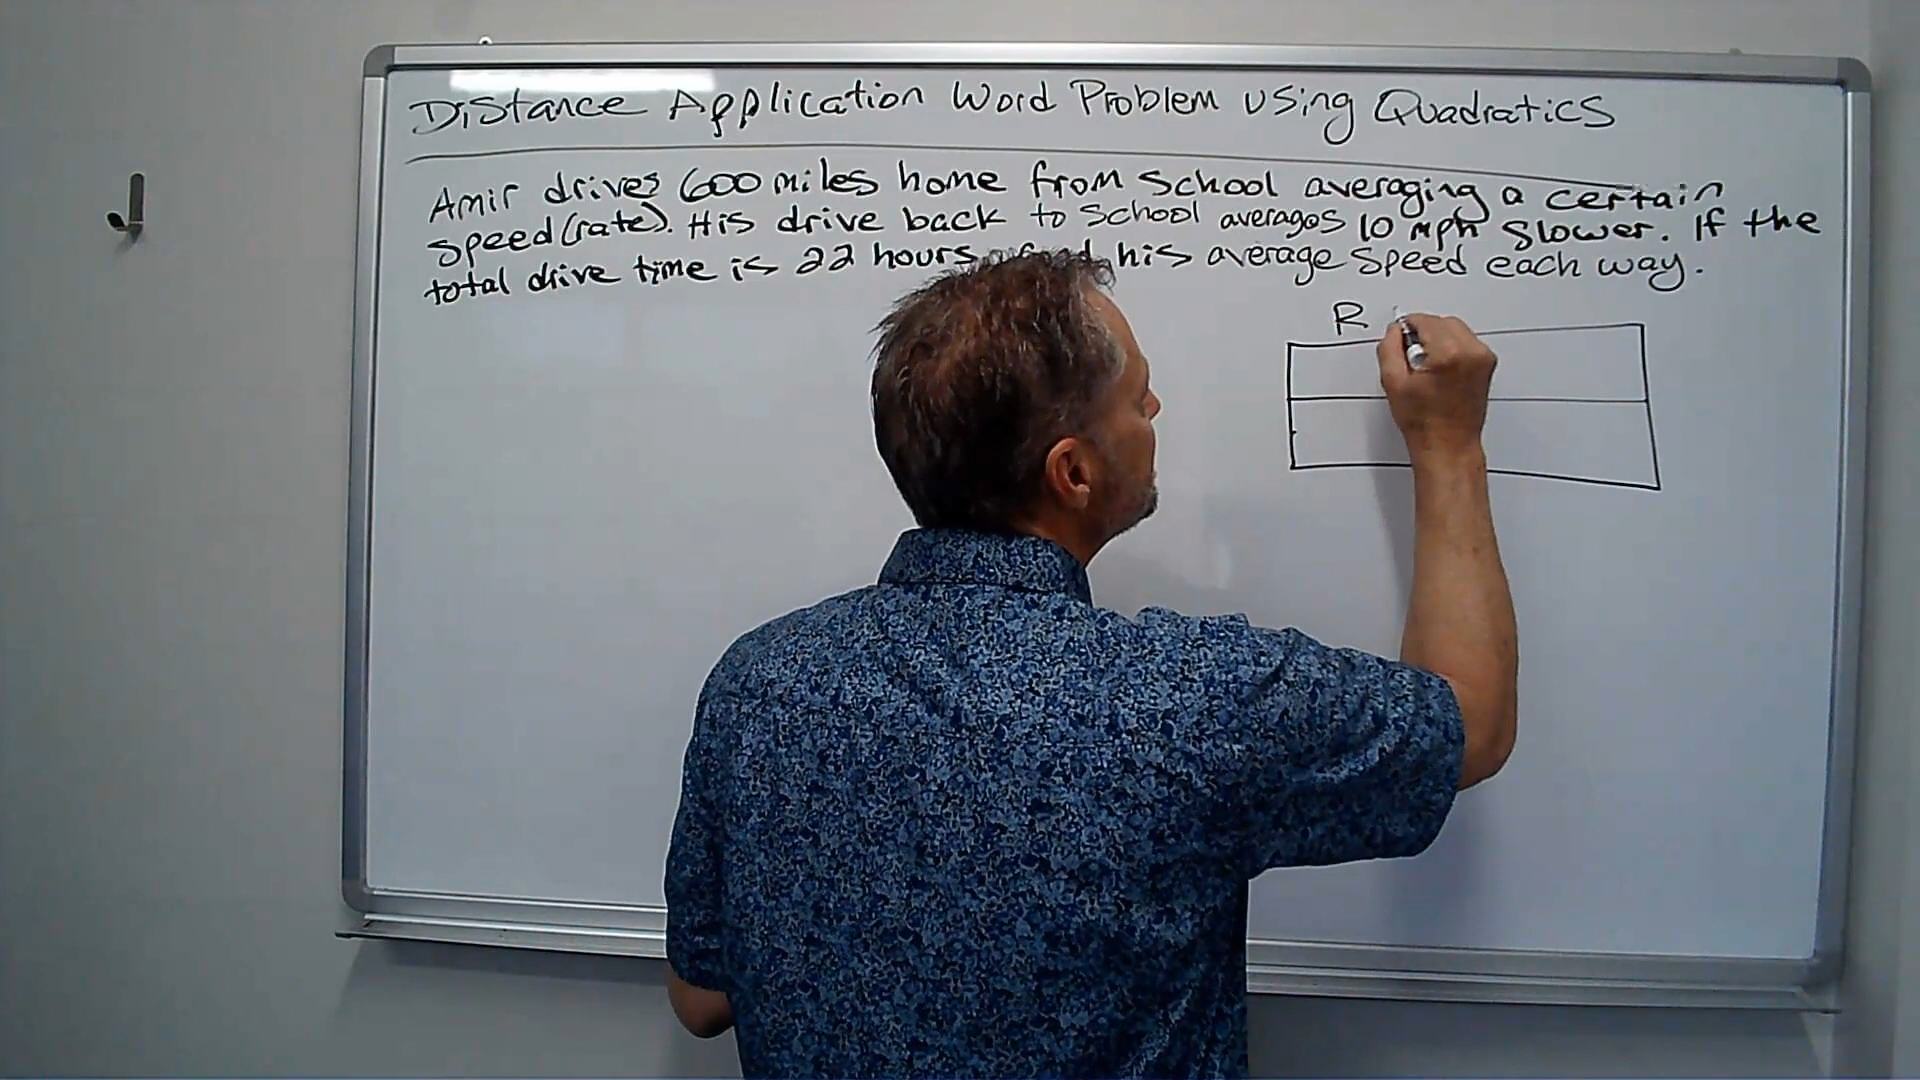 Distance Application Word Problem using Quadratics
Amir drives 600 miles home from School averaging a certain
speed (rate). His drive back to school averages 10 mph slower. If the
total drive time is 22 hours his average Speed each way.
R